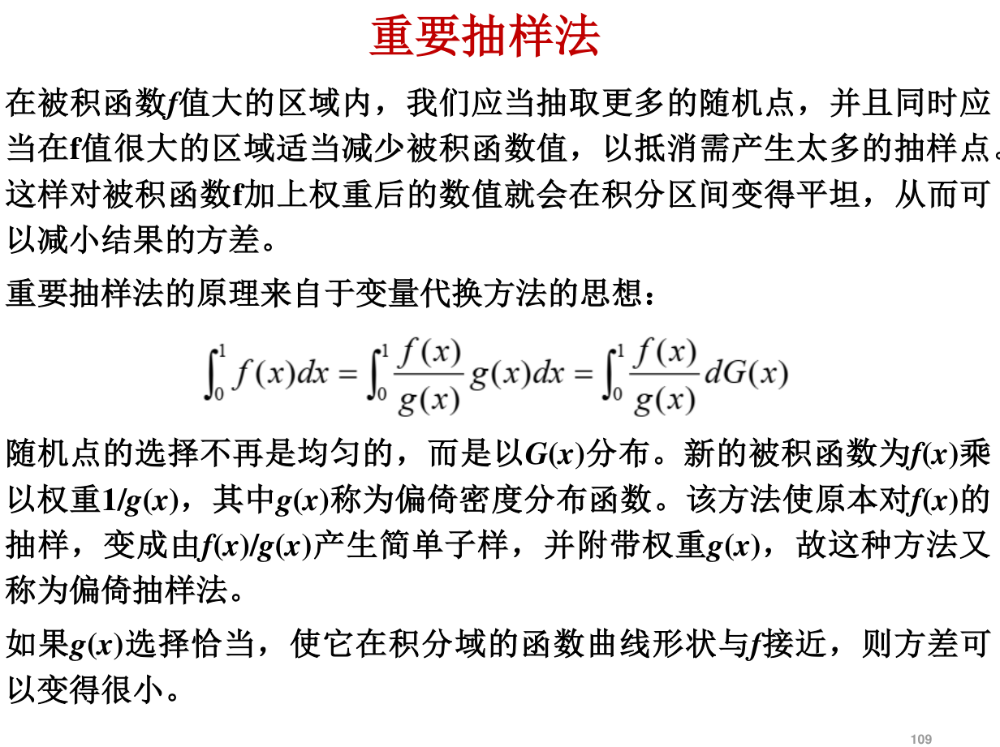 重要抽样法
在被积函数f值大的区域内，我们应当抽取更多的随机点，并且同时应
当在f值很大的区域适当减少被积函数值，以抵消需产生太多的抽样点。
这样对被积函数f加上权重后的数值就会在积分区间变得平坦，从而可
以减小结果的方差。
重要抽样法的原理来自于变量代换方法的思想：
∫₀¹ f(x)dx = ∫₀¹ f(x)/g(x) g(x)dx = ∫₀¹ f(x)/g(x) dG(x)
随机点的选择不再是均匀的，而是以G(x)分布。新的被积函数为f(x)乘
以权重1/g(x)，其中g(x)称为偏倚密度分布函数。该方法使原本对f(x)的
抽样，变成由f(x)/g(x)产生简单子样，并附带权重g(x)，故这种方法又
称为偏倚抽样法。
如果g(x)选择恰当，使它在积分域的函数曲线形状与f接近，则方差可
以变得很小。
109